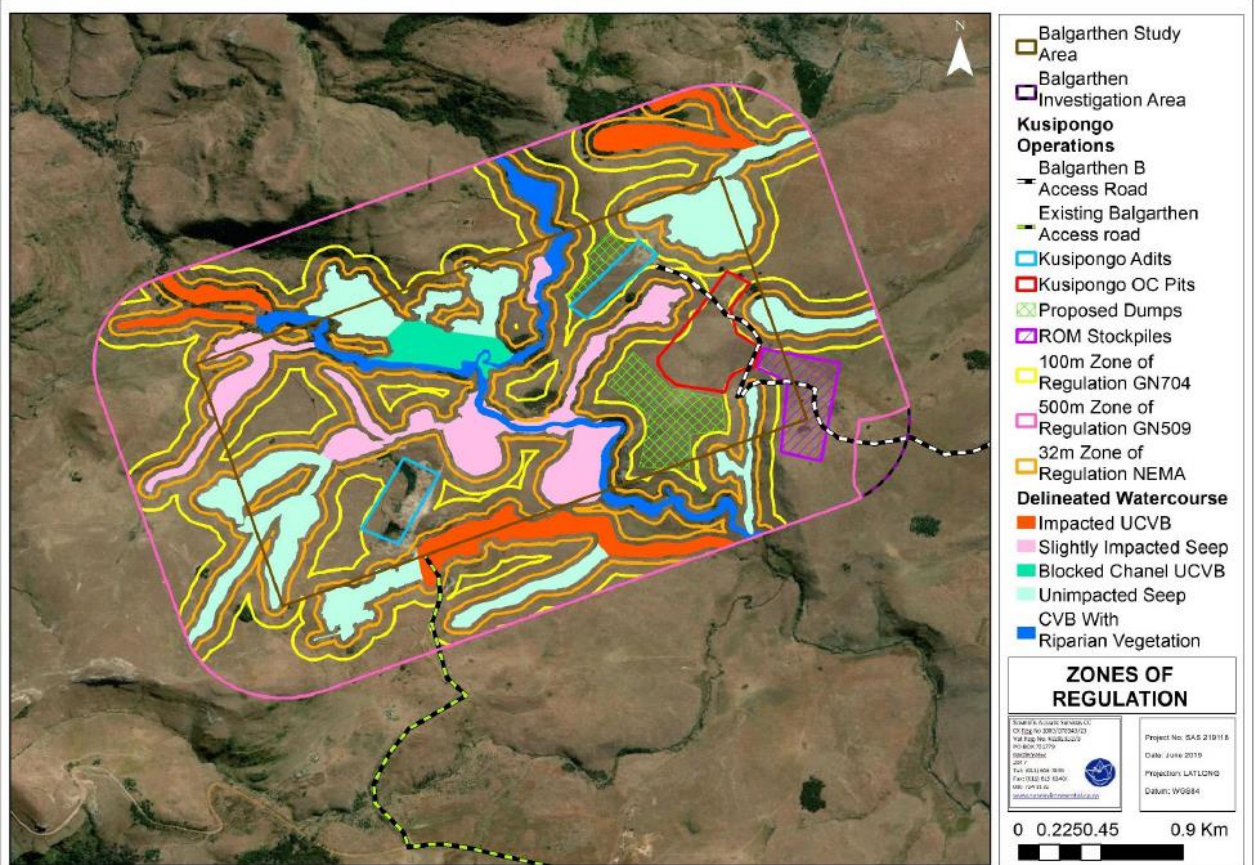 N
Balgarthen Study
Area
Balgarthen
Investigation Area
Kusipongo
Operations
Balgarthen B
Access Road
Existing Balgarthen
Access road
Kusipongo Adits
Kusipongo OC Pits
Proposed Dumps
ROM Stockpiles
100m Zone of
Regulation GN704
500m Zone of
Regulation GN509
32m Zone of
Regulation NEMA
Delineated Watercourse
Impacted UCVB
Slightly Impacted Seep
Blocked Chanel UCVB
Unimpacted Seep
CVB With
Riparian Vegetation
ZONES OF
REGULATION
Project No: SAS 219118
Date: June 2019
Projection: LATLONG
Datum: WGS84
0 0.2250.45 0.9 Km